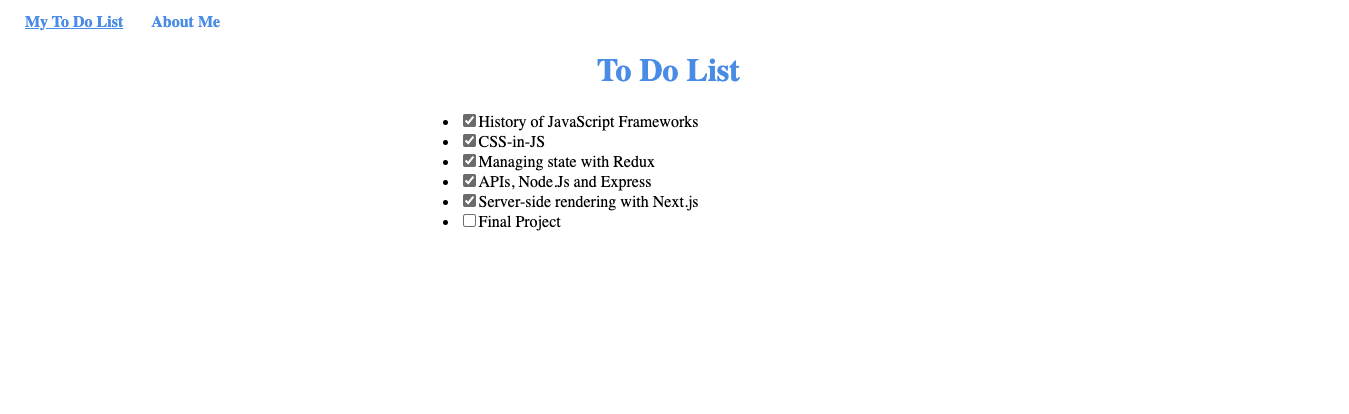 My To Do List About Me
To Do List
History of JavaScript Frameworks
CSS-in-JS
Managing state with Redux
APIs, Node.Js and Express
Server-side rendering with Next.js
Final Project